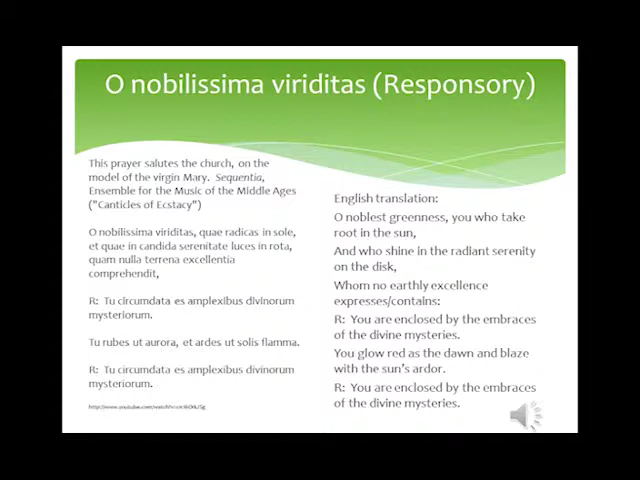 O nobilissima viriditas (Responsory)
This prayer salutes the church, on the
model of the virgin Mary. Sequentia,
Ensemble for the Music of the Middle Ages
("Canticles of Ecstacy")
O nobilissima viriditas, quae radicas in sole,
et quae in candida serenitate luces in rota,
quam nulla terrena excellentia
comprehendit,
R: Tu circumdata es amplexibus divinorum
mysteriorum.
Tu rubes ut aurora, et ardes ut solis flamma.
R: Tu circumdata es amplexibus divinorum
mysteriorum.
English translation:
O noblest greenness, you who take
root in the sun,
And who shine in the radiant serenity
on the disk,
Whom no earthly excellence
expresses/contains:
R: You are enclosed by the embraces
of the divine mysteries.
You glow red as the dawn and blaze
with the sun's ardor.
R: You are enclosed by the embraces
of the divine mysteries.